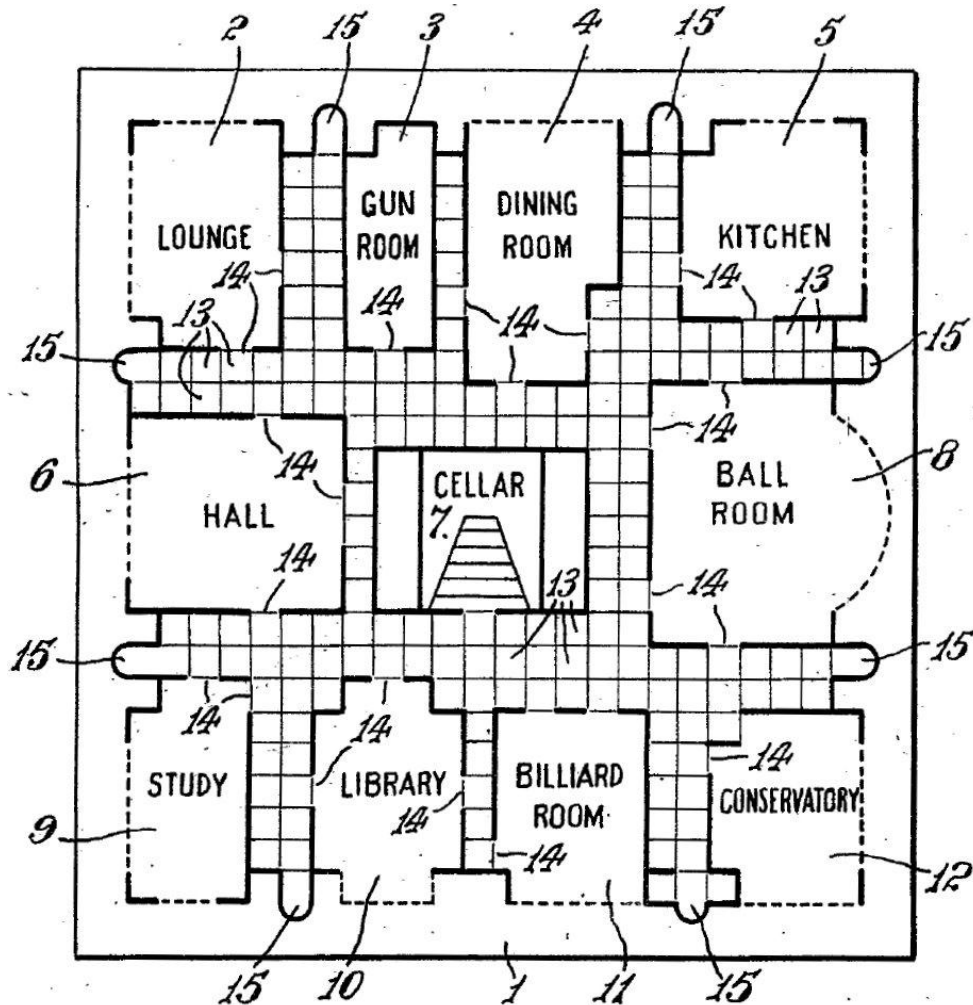 2 15 3 4 15 5
LOUNGE
GUN
ROOM
DINING
ROOM
KITCHEN
14 13 14 14 14 14 13
15 15
14 14
14 14
6
HALL
CELLAR
7.
BALL
ROOM
8
14 13 14
14
15 15
14 14
14 14
STUDY
LIBRARY
BILLIARD
ROOM
CONSERVATORY
14 14
9 12
15 10 1 11 15